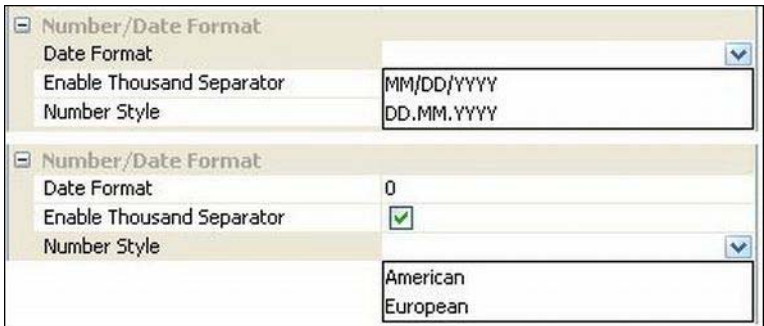 Number/Date Format
Date Format
Enable Thousand Separator MM/DD/YYYY
Number Style DD.MM.YYYY
Number/Date Format
Date Format 0
Enable Thousand Separator
Number Style
American
European